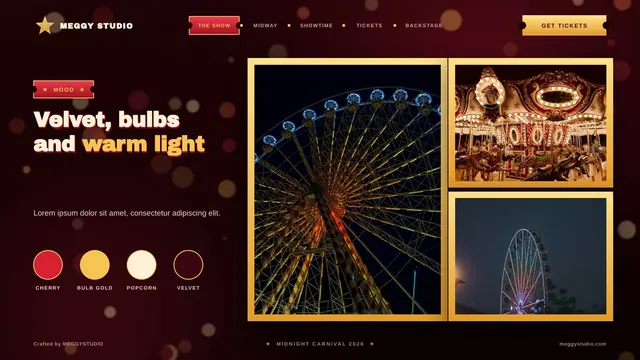 MEGGY STUDIO
THE SHOW
MIDWAY
SHOWTIME
TICKETS
BACKSTAGE
GET TICKETS
MOOD
Velvet, bulbs
and warm light
Lorem ipsum dolor sit amet, consectetur adipiscing elit.
CHERRY
BULB GOLD
POPCORN
VELVET
Crafted by MEGGYSTUDIO
MIDNIGHT CARNIVAL 2026
meggystudio.com